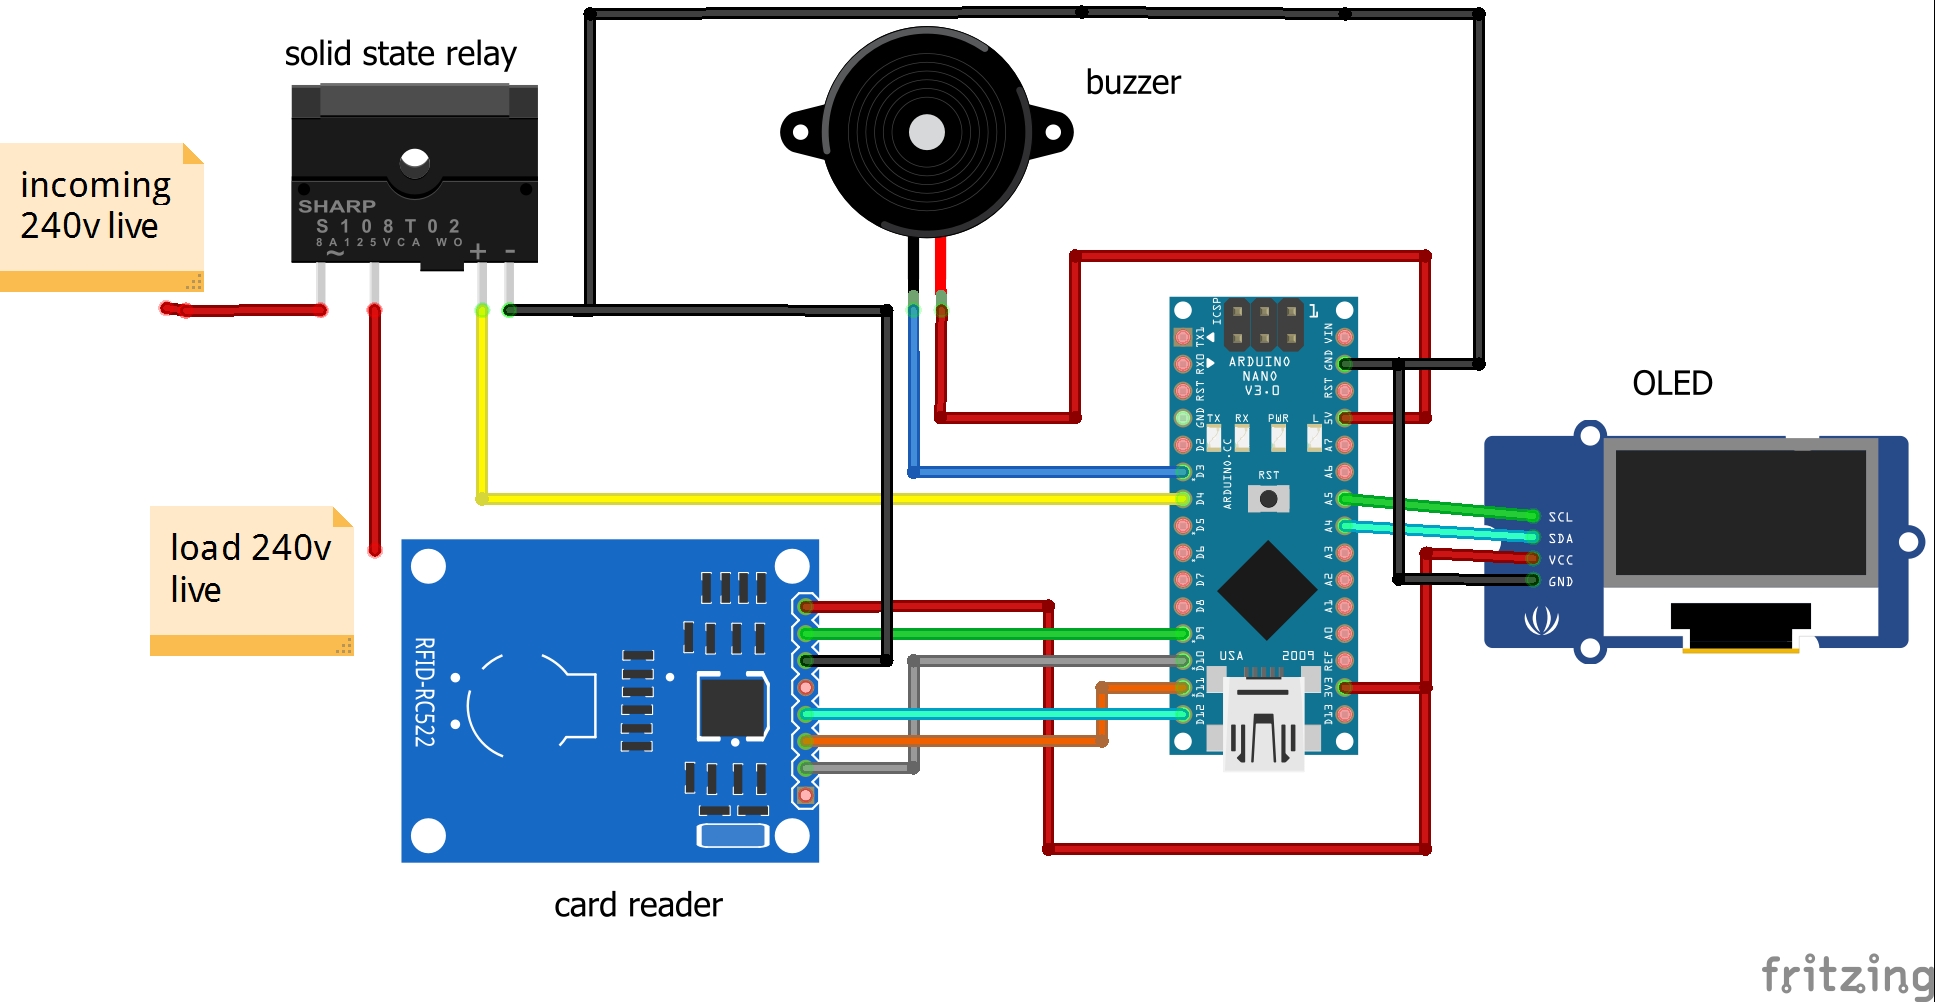 solid state relay
buzzer
incoming
240v live
SHARP
S 1 0 8 T 0 2
8 A 1 2 5 V C A W O
~
+ -
ICSP
1
TX1
RX0
RST
GND
D2
D3
D4
D5
D6
D7
D8
D9
D10
D11
D12
VIN
GND
RST
5V
A7
A6
A5
A4
A3
A2
A1
A0
REF
3V3
D13
ARDUINO
NANO
V3.0
TX RX PWR L
ARDUINO.CC
RST
USA 2009
OLED
SCL
SDA
VCC
GND
load 240v
live
RFID-RC522
card reader
fritzing